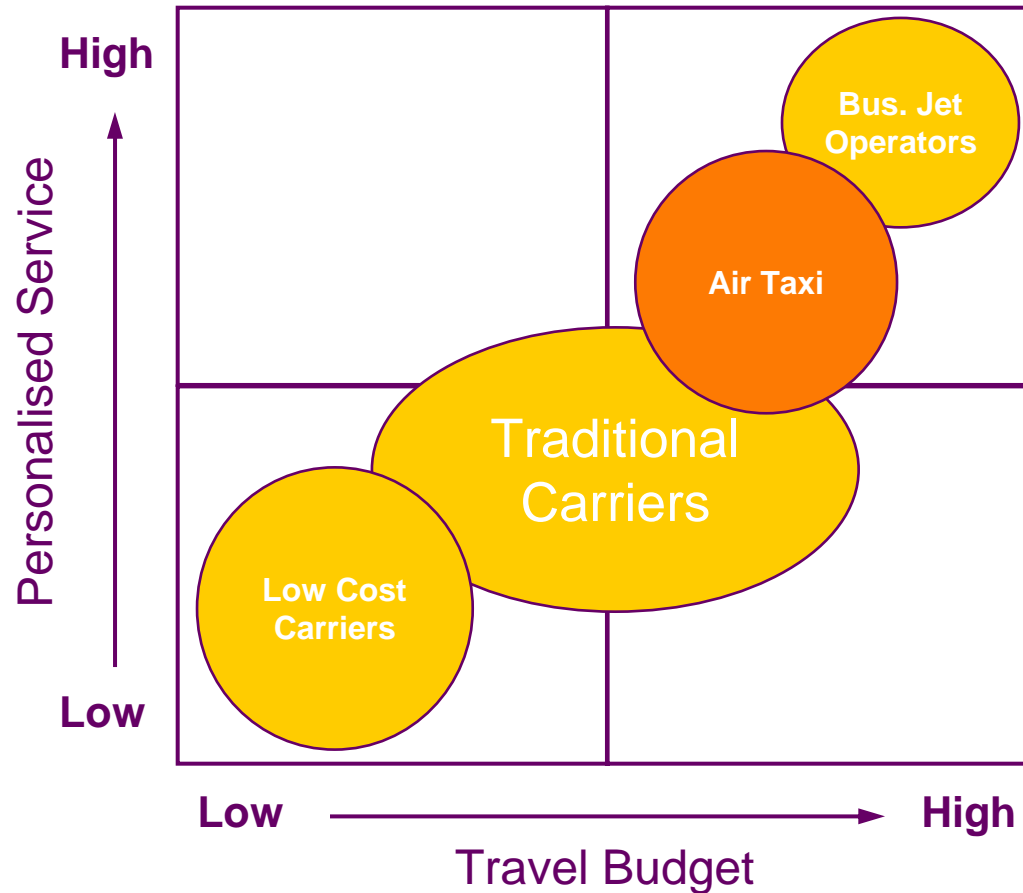 High
Personalised Service
Bus. Jet
Operators
Air Taxi
Traditional
Carriers
Low Cost
Carriers
Low
Low
High
Travel Budget